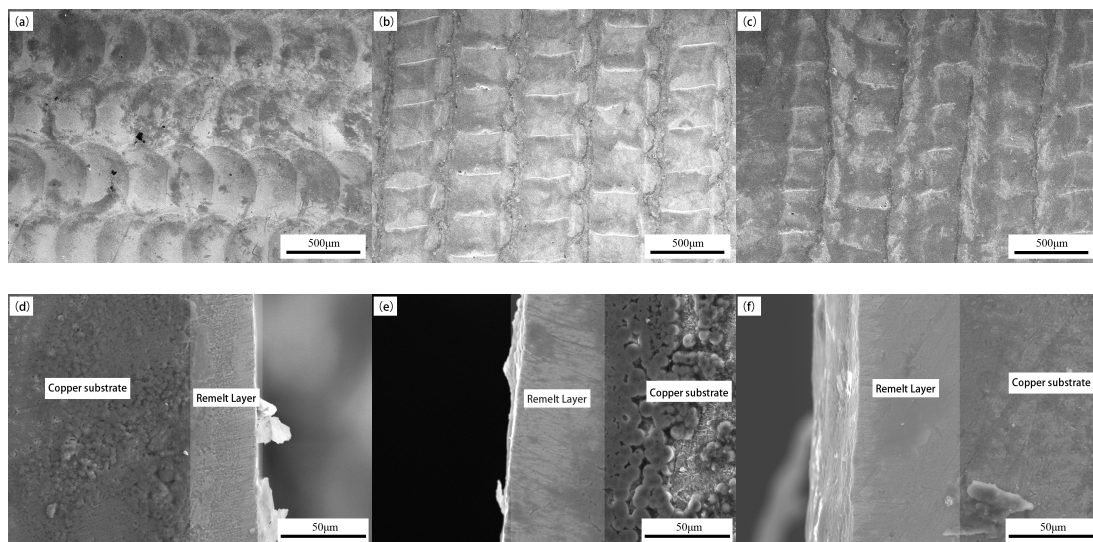 (a)
(b)
(c)
500μm
500μm
500μm
(d)
(e)
(f)
Copper substrate
Remelt Layer
Remelt Layer
Copper substrate
Remelt Layer
Copper substrate
50μm
50μm
50μm